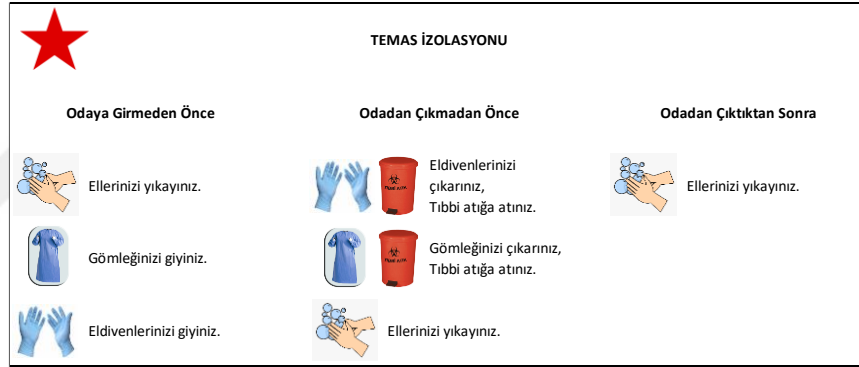 TEMAS İZOLASYONU
Odaya Girmeden Önce
Ellerinizi yıkayınız.
Gömleğinizi giyiniz.
Eldivenlerinizi giyiniz.
Odadan Çıkmadan Önce
Eldivenlerinizi
çıkarınız,
Tıbbi atığa atınız.
Gömleğinizi çıkarınız,
Tıbbi atığa atınız.
Ellerinizi yıkayınız.
Odadan Çıktıktan Sonra
Ellerinizi yıkayınız.